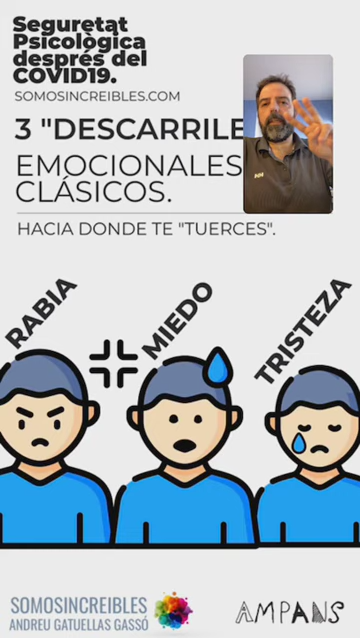 Seguretat
Psicològica
després del
COVID19.
SOMOSINCREIBLES.COM
3 "DESCARRILE
EMOCIONALES
CLÁSICOS.
HACIA DONDE TE "TUERCES".
RABIA
MIEDO
TRISTEZA
SOMOSINCREIBLES
ANDREU GATUELLAS GASSÓ
AMPANS